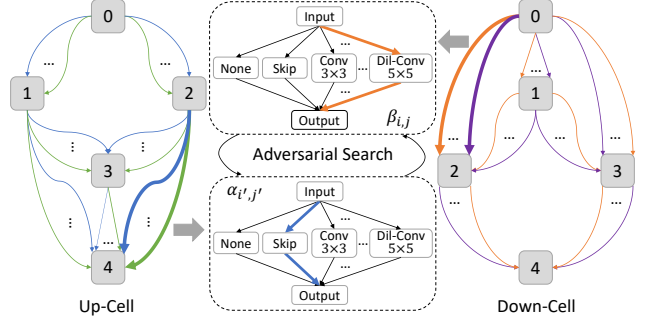 0
...
...
1
2
...
...
3
...
...
...
4
Up-Cell
Input
...
None
Skip
Conv
3×3
...
Dil-Conv
5×5
...
Output
β_{i,j}
Adversarial Search
α_{i',j'}
Input
None
Skip
Conv
3×3
...
Dil-Conv
5×5
...
Output
0
...
...
...
1
...
...
...
2
3
...
...
4
Down-Cell